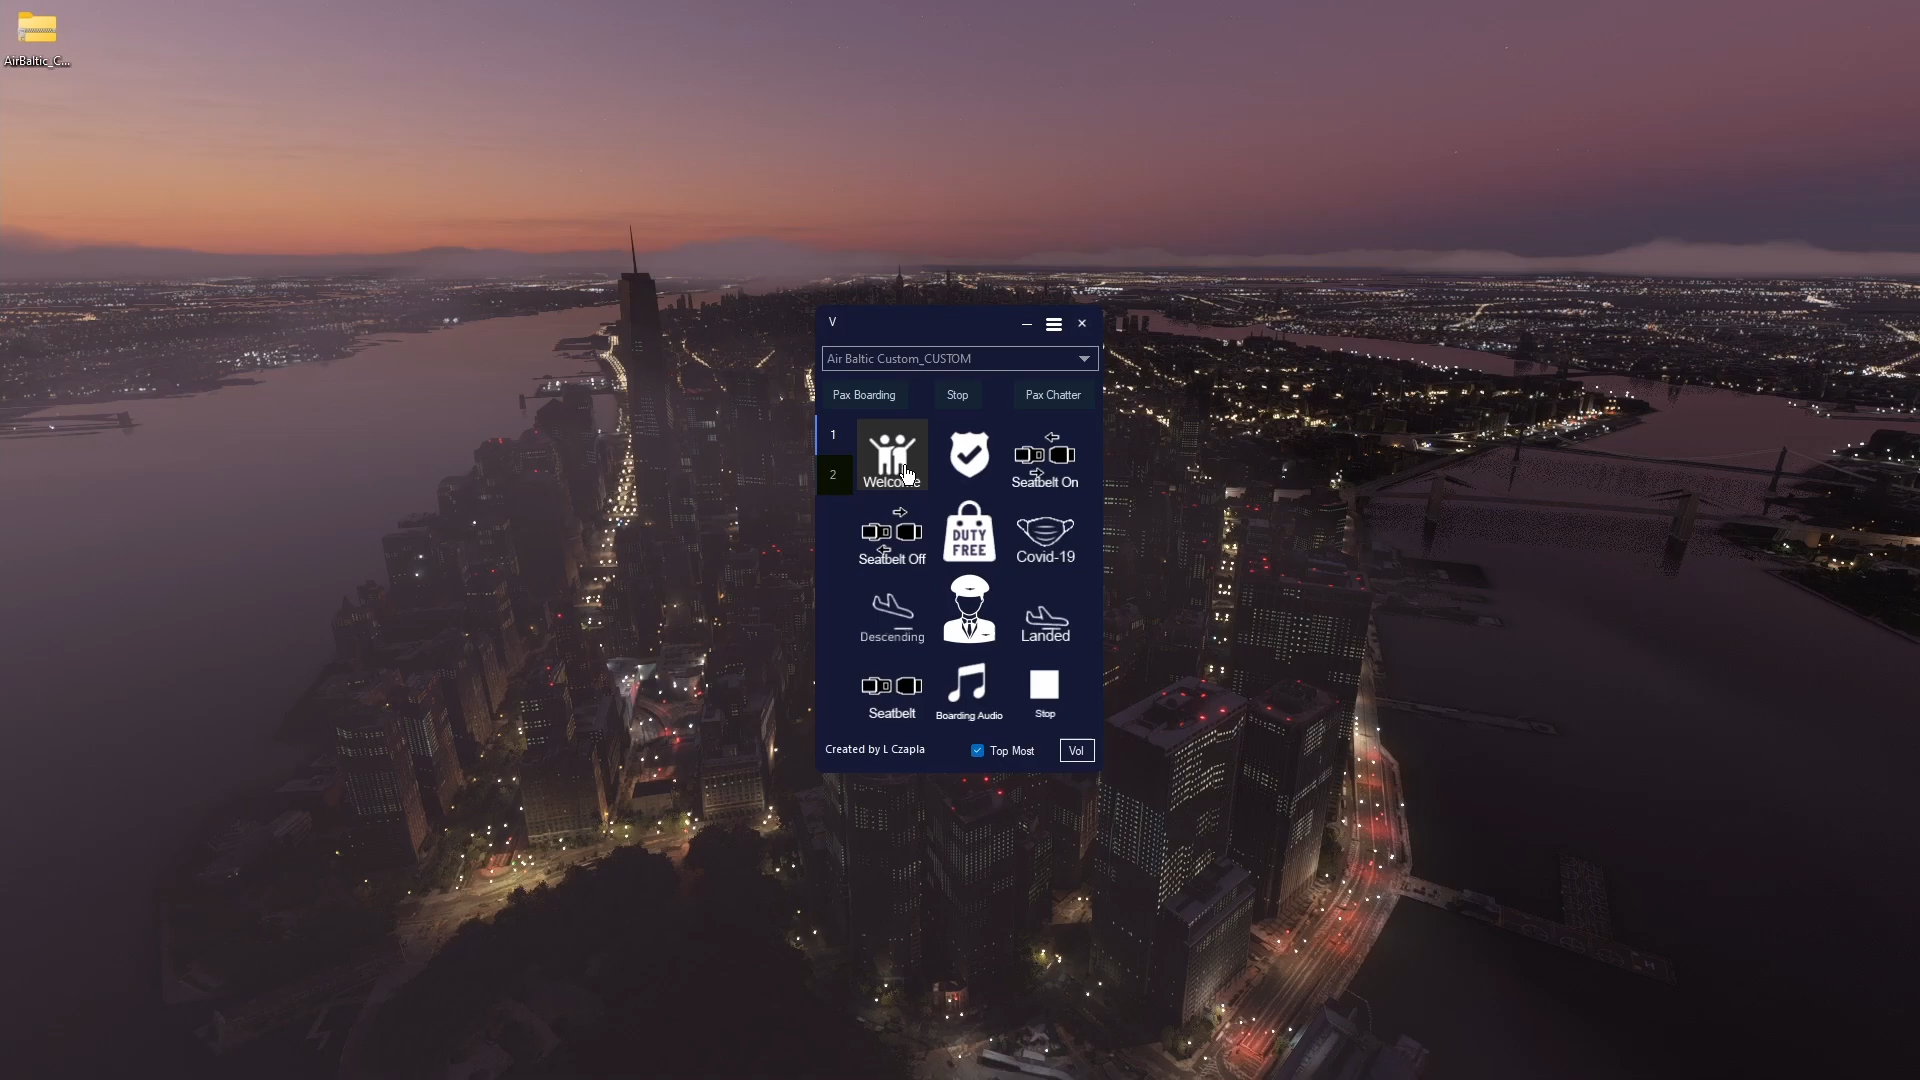 AirBaltic_C...
V
Air Baltic Custom_CUSTOM
Pax Boarding
Stop
Pax Chatter
1
2
Welcome
Seatbelt On
Seatbelt Off
DUTY
FREE
Covid-19
Descending
Landed
Seatbelt
Boarding Audio
Stop
Created by L Czapla
Top Most
Vol